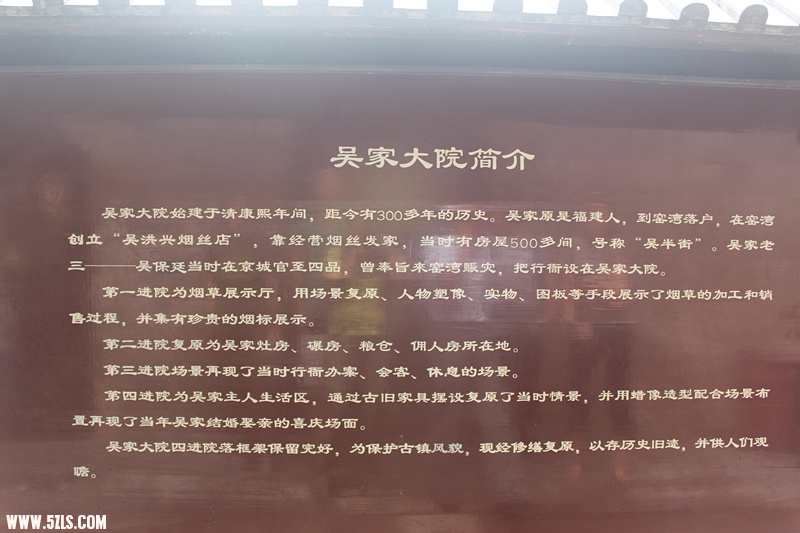 吴家大院简介
吴家大院始建于清康熙年间，距今有300多年的历史。吴家原是福建人，到窑湾落户，在窑湾
创立“吴洪兴烟丝店”，靠经营烟丝发家，当时有房屋500多间，号称“吴半街”。吴家老
三———吴保廷当时在京城官至四品，曾奉旨来窑湾赈灾，把行衙设在吴家大院。
第一进院为烟草展示厅，用场景复原、人物塑像、实物、图板等手段展示了烟草的加工和销
售过程，并集有珍贵的烟标展示。
第二进院复原为吴家灶房、碾房、粮仓、佣人房所在地。
第三进院场景再现了当时行衙办案、会客、休息的场景。
第四进院为吴家主人生活区，通过古旧家具摆设复原了当时情景，并用蜡像造型配合场景布
置再现了当年吴家结婚娶亲的喜庆场面。
吴家大院四进院落框架保留完好，为保护古镇风貌，现经修缮复原，以存历史旧迹，并供人们观
瞻。
WWW.5ZLS.COM